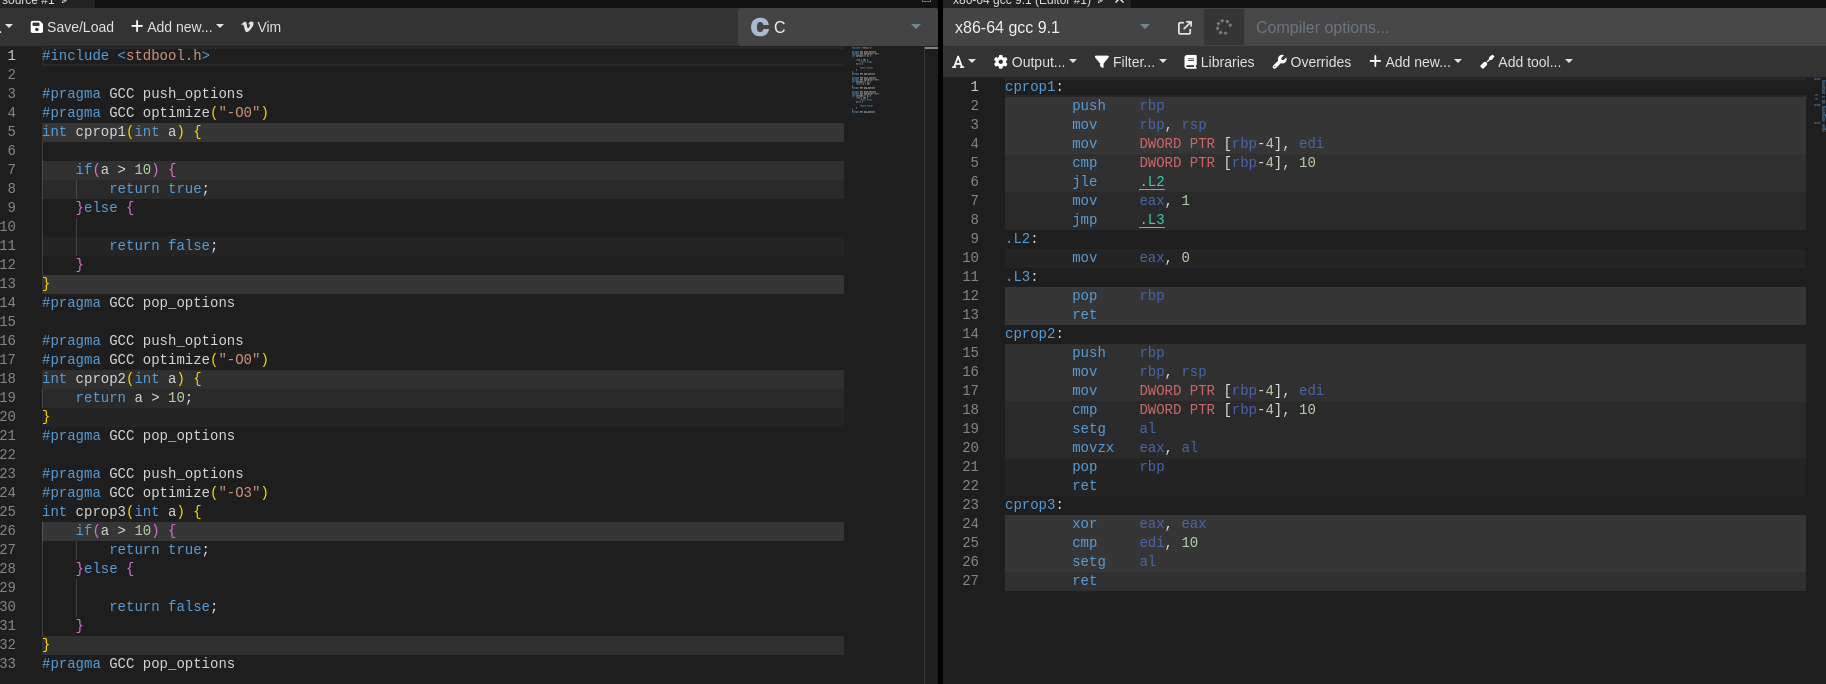 source #1
Save/Load Add new... Vim
C
1 #include <stdbool.h>
2
3 #pragma GCC push_options
4 #pragma GCC optimize("-O0")
5 int cprop1(int a) {
6
7 if(a > 10) {
8 return true;
9 }else {
10
11 return false;
12 }
13 }
14 #pragma GCC pop_options
15
16 #pragma GCC push_options
17 #pragma GCC optimize("-O0")
18 int cprop2(int a) {
19 return a > 10;
20 }
21 #pragma GCC pop_options
22
23 #pragma GCC push_options
24 #pragma GCC optimize("-O3")
25 int cprop3(int a) {
26 if(a > 10) {
27 return true;
28 }else {
29
30 return false;
31 }
32 }
33 #pragma GCC pop_options
x86-64 gcc 9.1 (Editor #1)
x86-64 gcc 9.1 Compiler options...
A Output... Filter... Libraries Overrides Add new... Add tool...
1 cprop1:
2 push rbp
3 mov rbp, rsp
4 mov DWORD PTR [rbp-4], edi
5 cmp DWORD PTR [rbp-4], 10
6 jle .L2
7 mov eax, 1
8 jmp .L3
9 .L2:
10 mov eax, 0
11 .L3:
12 pop rbp
13 ret
14 cprop2:
15 push rbp
16 mov rbp, rsp
17 mov DWORD PTR [rbp-4], edi
18 cmp DWORD PTR [rbp-4], 10
19 setg al
20 movzx eax, al
21 pop rbp
22 ret
23 cprop3:
24 xor eax, eax
25 cmp edi, 10
26 setg al
27 ret